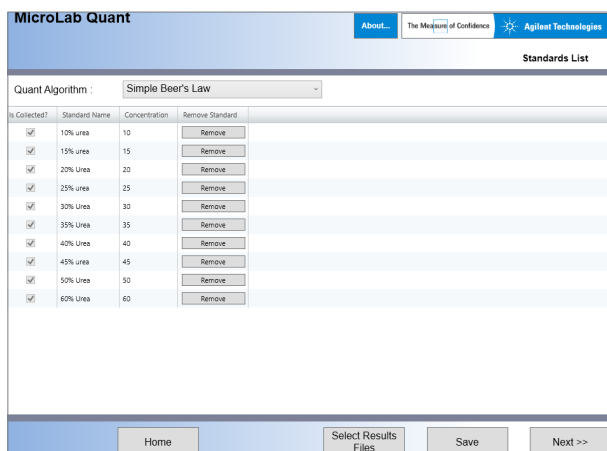 MicroLab Quant
About...
The Measure of Confidence
Agilent Technologies
Standards List
Quant Algorithm : Simple Beer's Law
Is Collected? Standard Name Concentration Remove Standard
10% urea 10 Remove
15% urea 15 Remove
20% Urea 20 Remove
25% Urea 25 Remove
30% Urea 30 Remove
35% Urea 35 Remove
40% Urea 40 Remove
45% Urea 45 Remove
50% Urea 50 Remove
60% Urea 60 Remove
Home
Select Results
Files
Save
Next >>